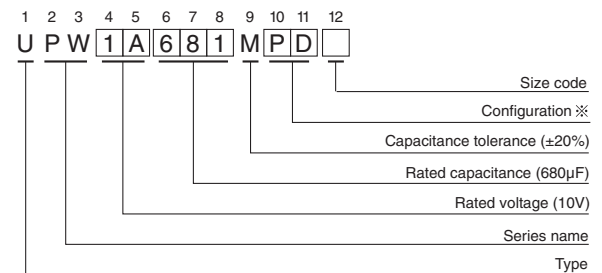 1 2 3 4 5 6 7 8 9 10 11 12
U P W 1 A 6 8 1 M P D
Size code
Configuration ※
Capacitance tolerance (±20%)
Rated capacitance (680µF)
Rated voltage (10V)
Series name
Type